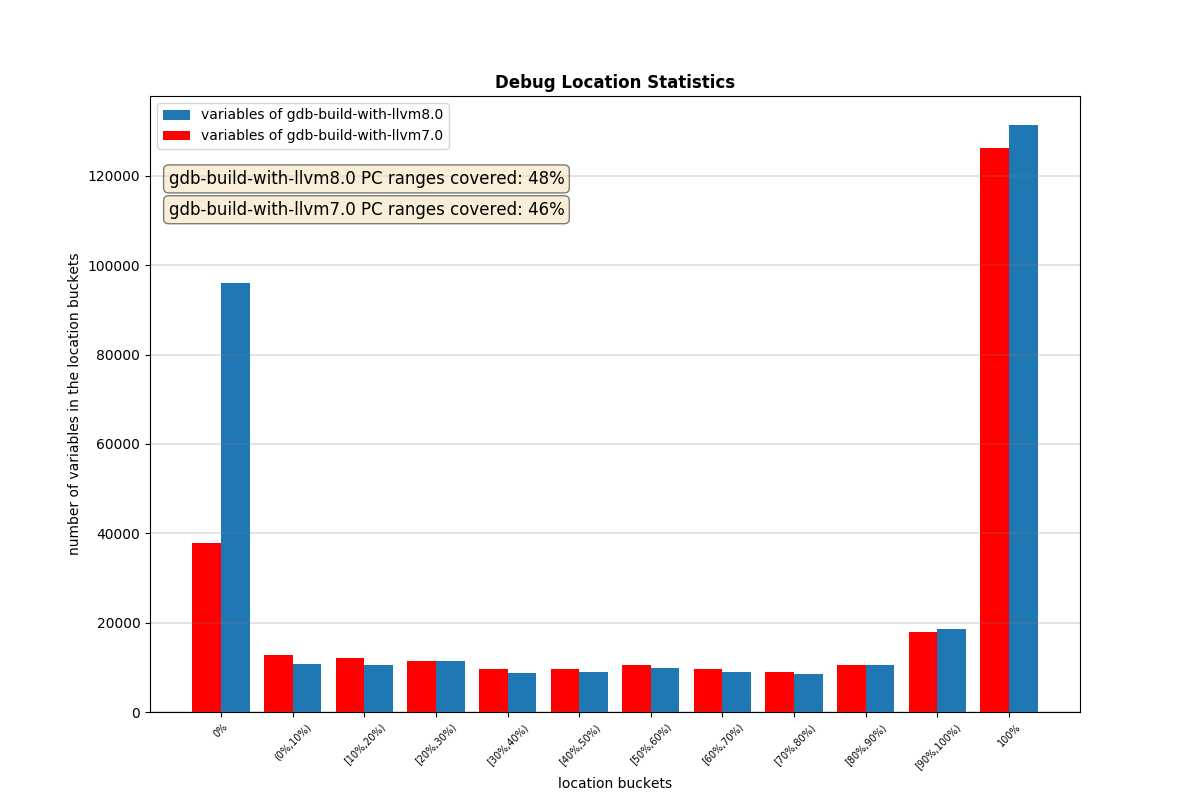 Debug Location Statistics
variables of gdb-build-with-llvm8.0
variables of gdb-build-with-llvm7.0
gdb-build-with-llvm8.0 PC ranges covered: 48%
gdb-build-with-llvm7.0 PC ranges covered: 46%
number of variables in the location buckets
120000
100000
80000
60000
40000
20000
0
0%
(0%,10%)
[10%,20%)
[20%,30%)
[30%,40%)
[40%,50%)
[50%,60%)
[60%,70%)
[70%,80%)
[80%,90%)
[90%,100%)
100%
location buckets